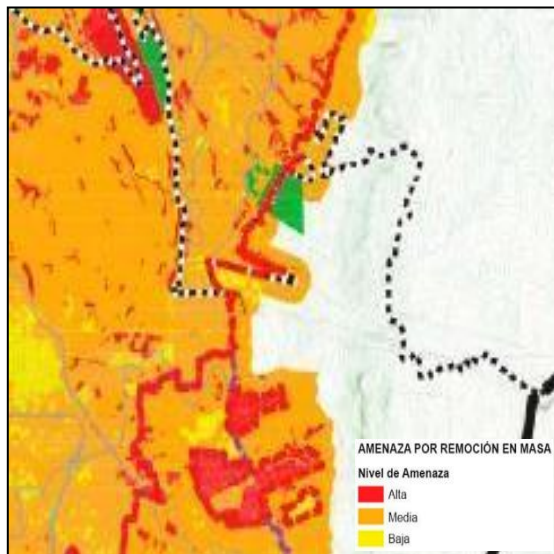 AMENAZA POR REMOCIÓN EN MASA
Nivel de Amenaza
Alta
Media
Baja